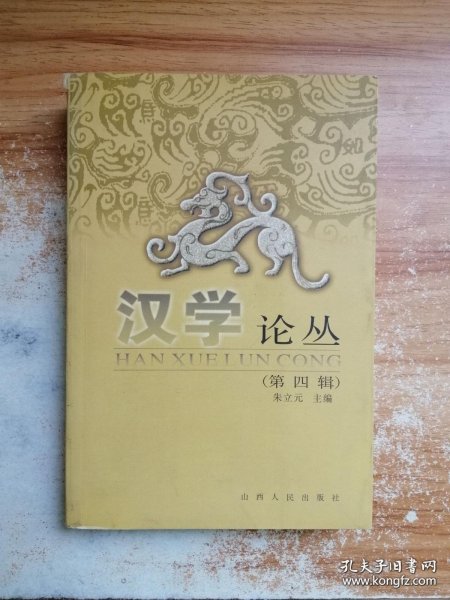 汉学 论丛
HAN XUE LUN CONG
（第四辑）
朱立元 主编
山西人民出版社
孔夫子旧书网
www.kongfz.com